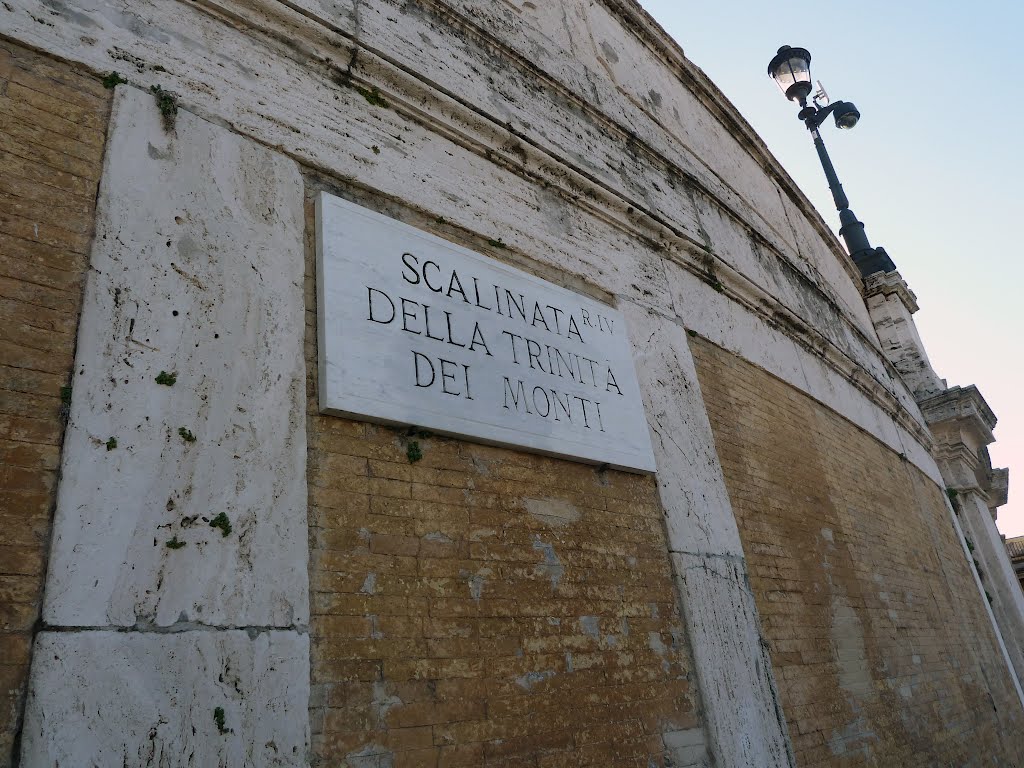 SCALINATA R·IV
DELLA TRINITÀ
DEI MONTI